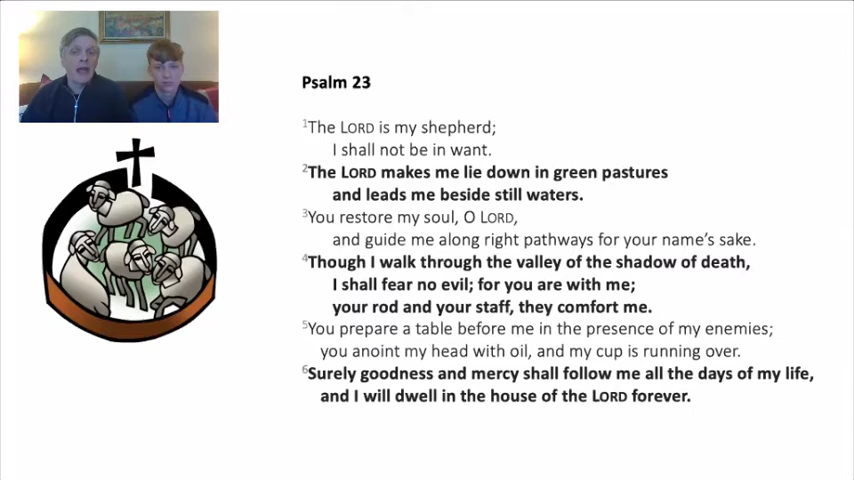 Psalm 23
1The LORD is my shepherd;
I shall not be in want.
2The LORD makes me lie down in green pastures
and leads me beside still waters.
3You restore my soul, O LORD,
and guide me along right pathways for your name’s sake.
4Though I walk through the valley of the shadow of death,
I shall fear no evil; for you are with me;
your rod and your staff, they comfort me.
5You prepare a table before me in the presence of my enemies;
you anoint my head with oil, and my cup is running over.
6Surely goodness and mercy shall follow me all the days of my life,
and I will dwell in the house of the LORD forever.